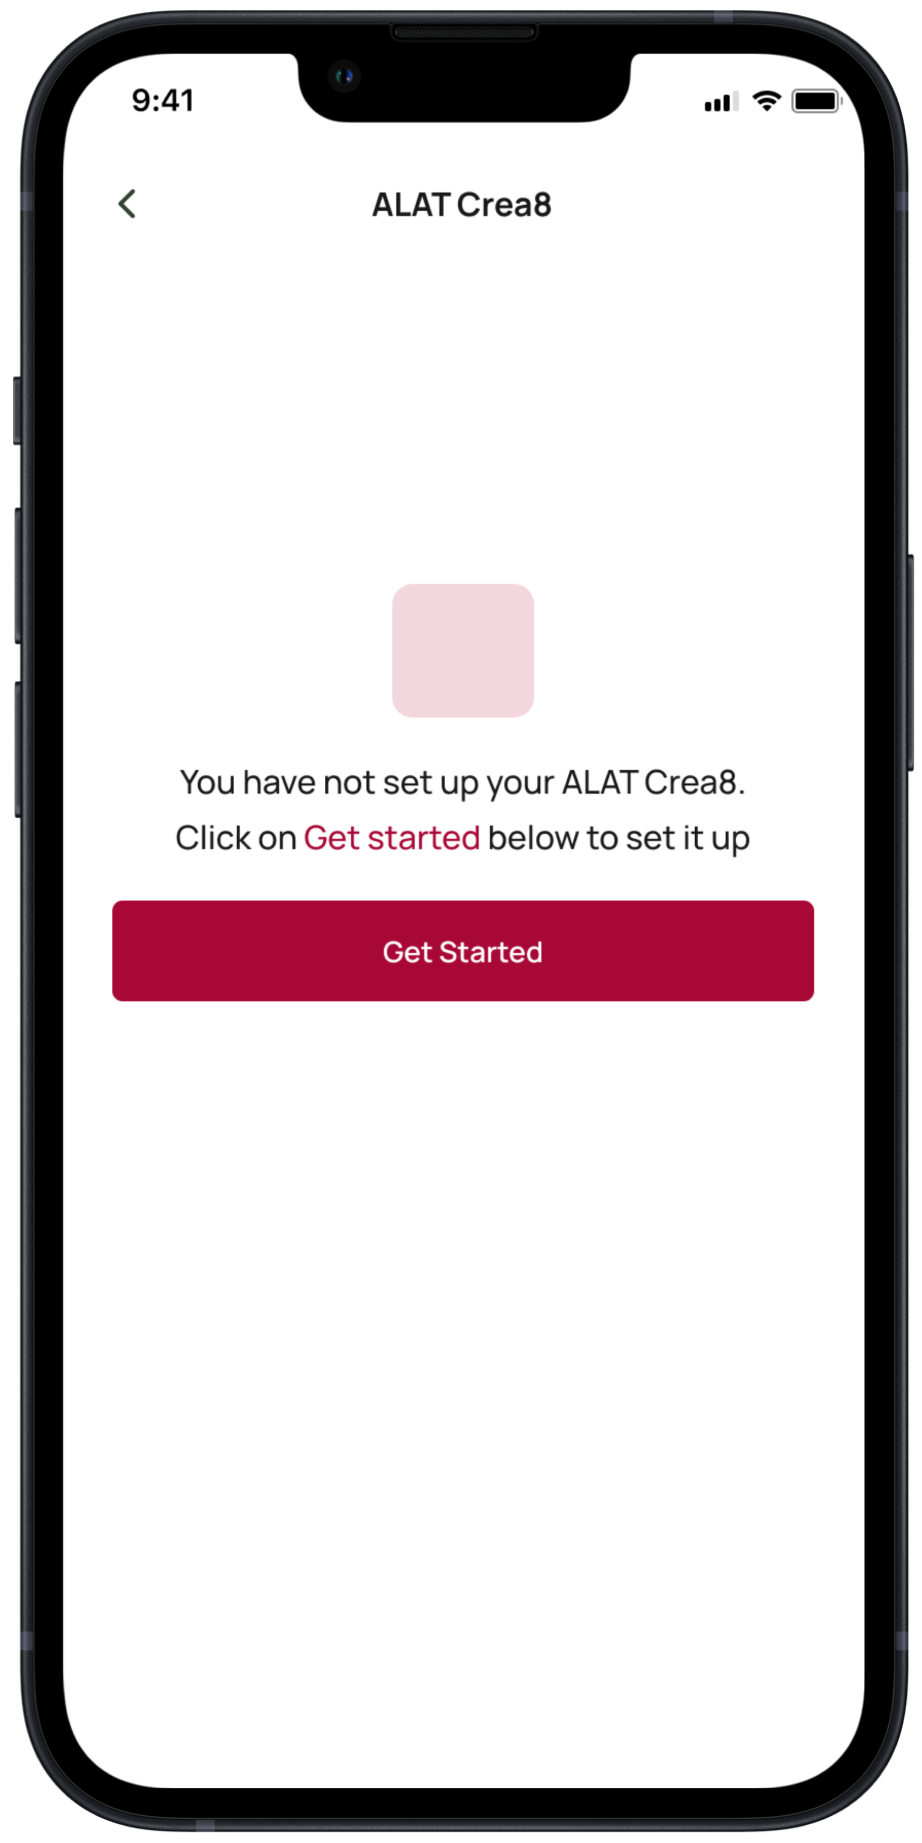 9:41
ALAT Crea8
You have not set up your ALAT Crea8.
Click on Get started below to set it up
Get Started